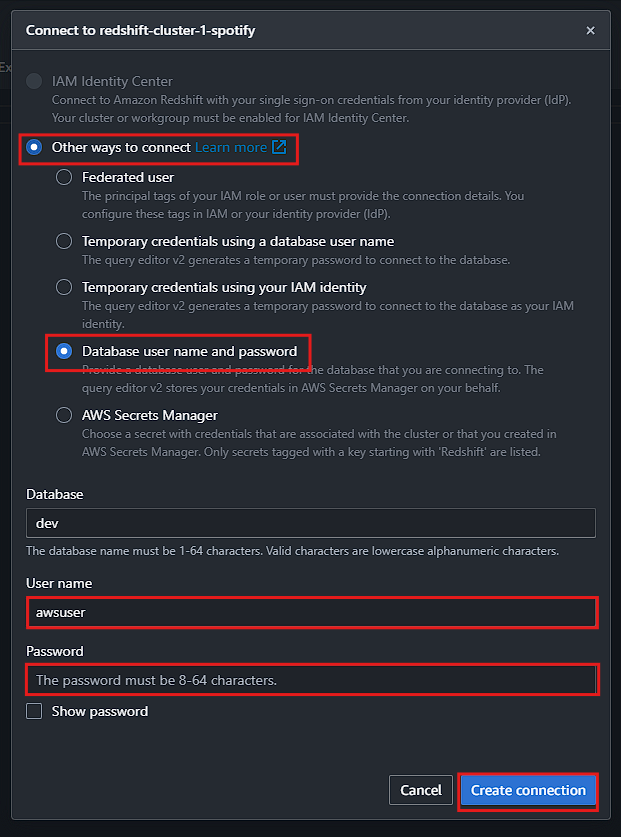 Connect to redshift-cluster-1-spotify
Ex
IAM Identity Center
Connect to Amazon Redshift with your single sign-on credentials from your identity provider (IdP).
Your cluster or workgroup must be enabled for IAM Identity Center.
Other ways to connect Learn more
Federated user
The principal tags of your IAM role or user must provide the connection details. You
configure these tags in IAM or your identity provider (IdP).
Temporary credentials using a database user name
The query editor v2 generates a temporary password to connect to the database.
Temporary credentials using your IAM identity
The query editor v2 generates a temporary password to connect to the database as your IAM
identity.
Database user name and password
Provide a database user and password for the database that you are connecting to. The
query editor v2 stores your credentials in AWS Secrets Manager on your behalf.
AWS Secrets Manager
Choose a secret with credentials that are associated with the cluster or that you created in
AWS Secrets Manager. Only secrets tagged with a key starting with 'Redshift' are listed.
Database
dev
The database name must be 1-64 characters. Valid characters are lowercase alphanumeric characters.
User name
awsuser
Password
The password must be 8-64 characters.
Show password
Cancel Create connection